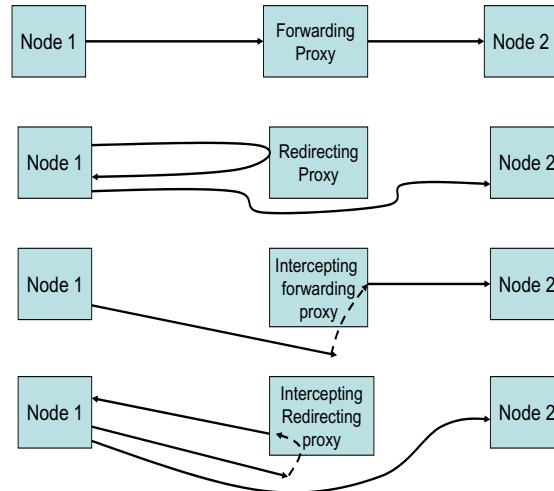 Node 1
Forwarding
Proxy
Node 2
Node 1
Redirecting
Proxy
Node 2
Node 1
Intercepting
forwarding
proxy
Node 2
Node 1
Intercepting
Redirecting
proxy
Node 2